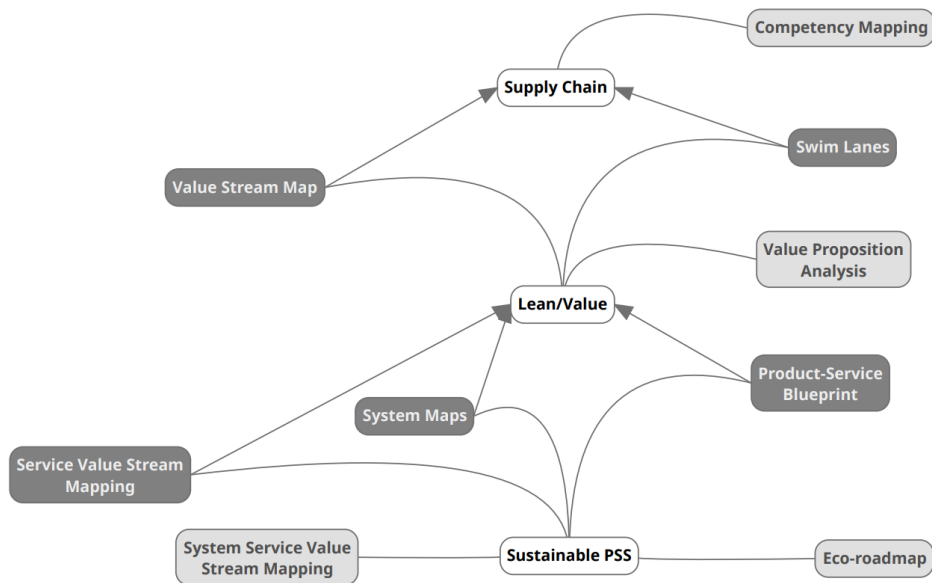 Competency Mapping
Supply Chain
Swim Lanes
Value Stream Map
Value Proposition
Analysis
Lean/Value
Product-Service
Blueprint
System Maps
Service Value Stream
Mapping
System Service Value
Stream Mapping
Sustainable PSS
Eco-roadmap